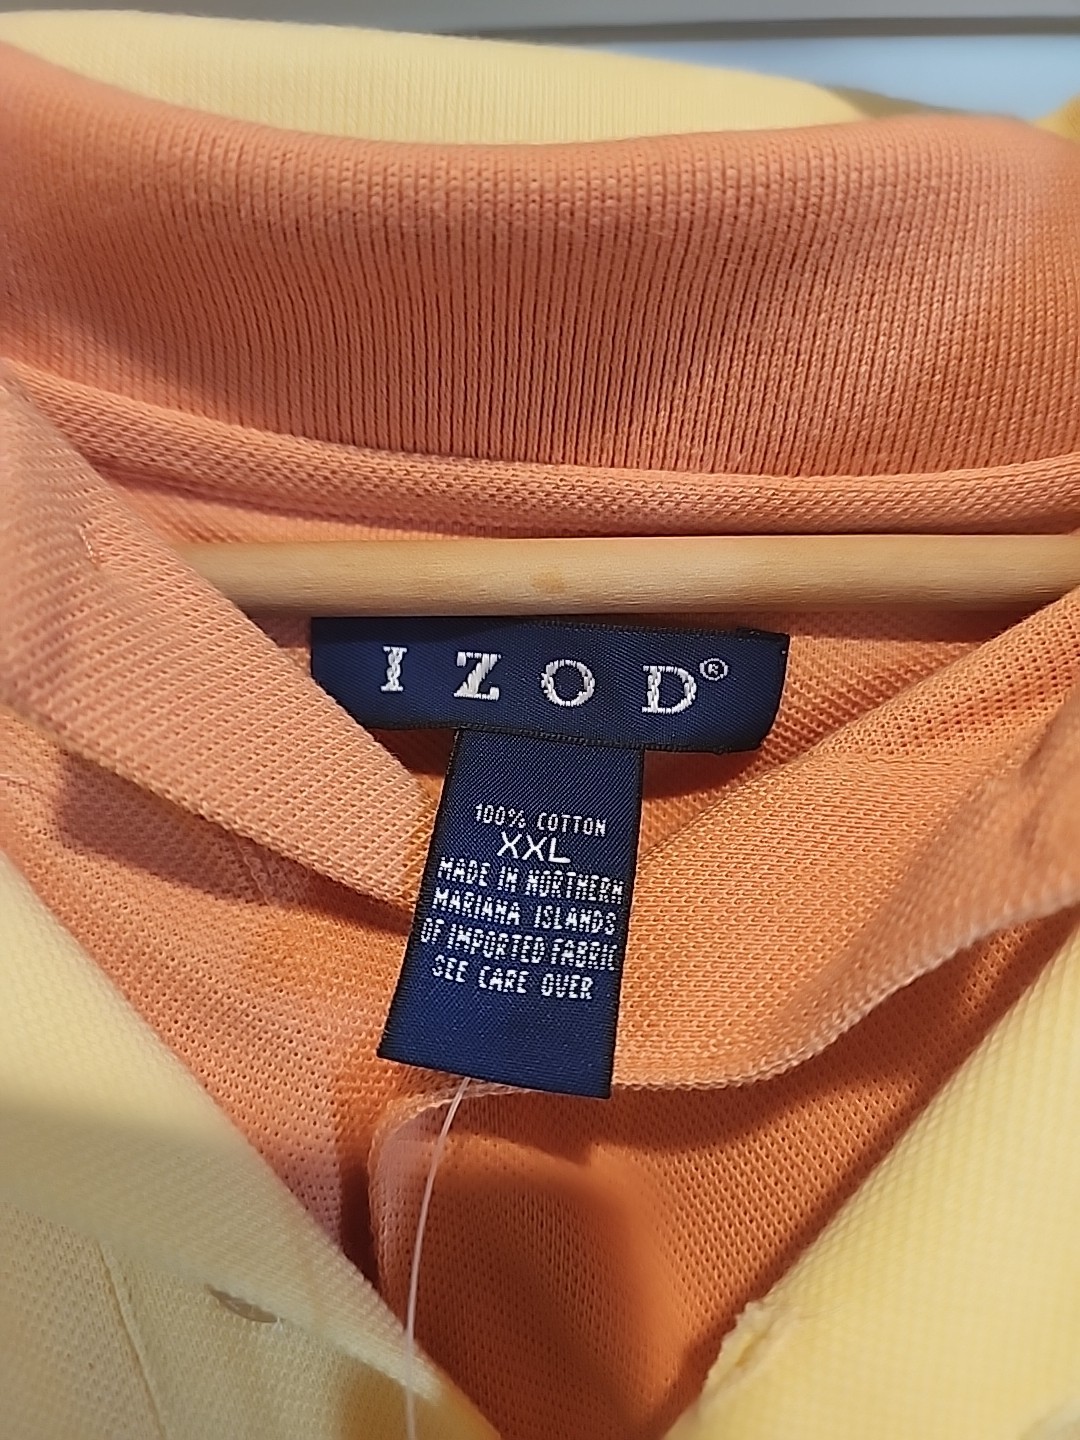 IZOD®
100% COTTON
XXL
MADE IN NORTHERN
MARIANA ISLANDS
OF IMPORTED FABRIC
SEE CARE OVER